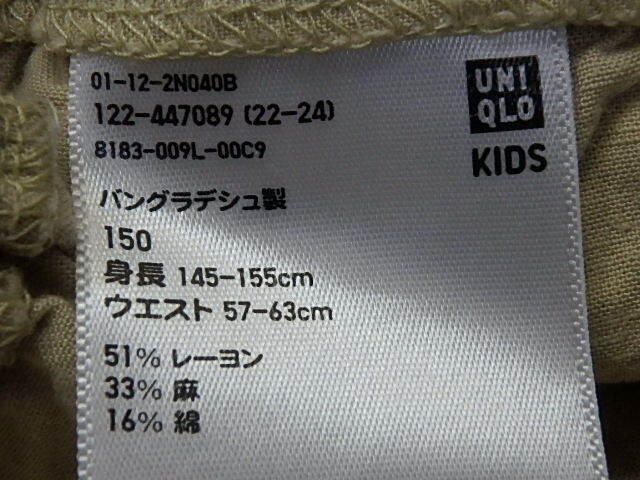 01-12-2N040B
122-447089 (22-24)
8183-009L-00C9
UNI
QLO
KIDS
バングラデシュ製
150
身長 145-155cm
ウエスト 57-63cm
51% レーヨン
33% 麻
16% 綿